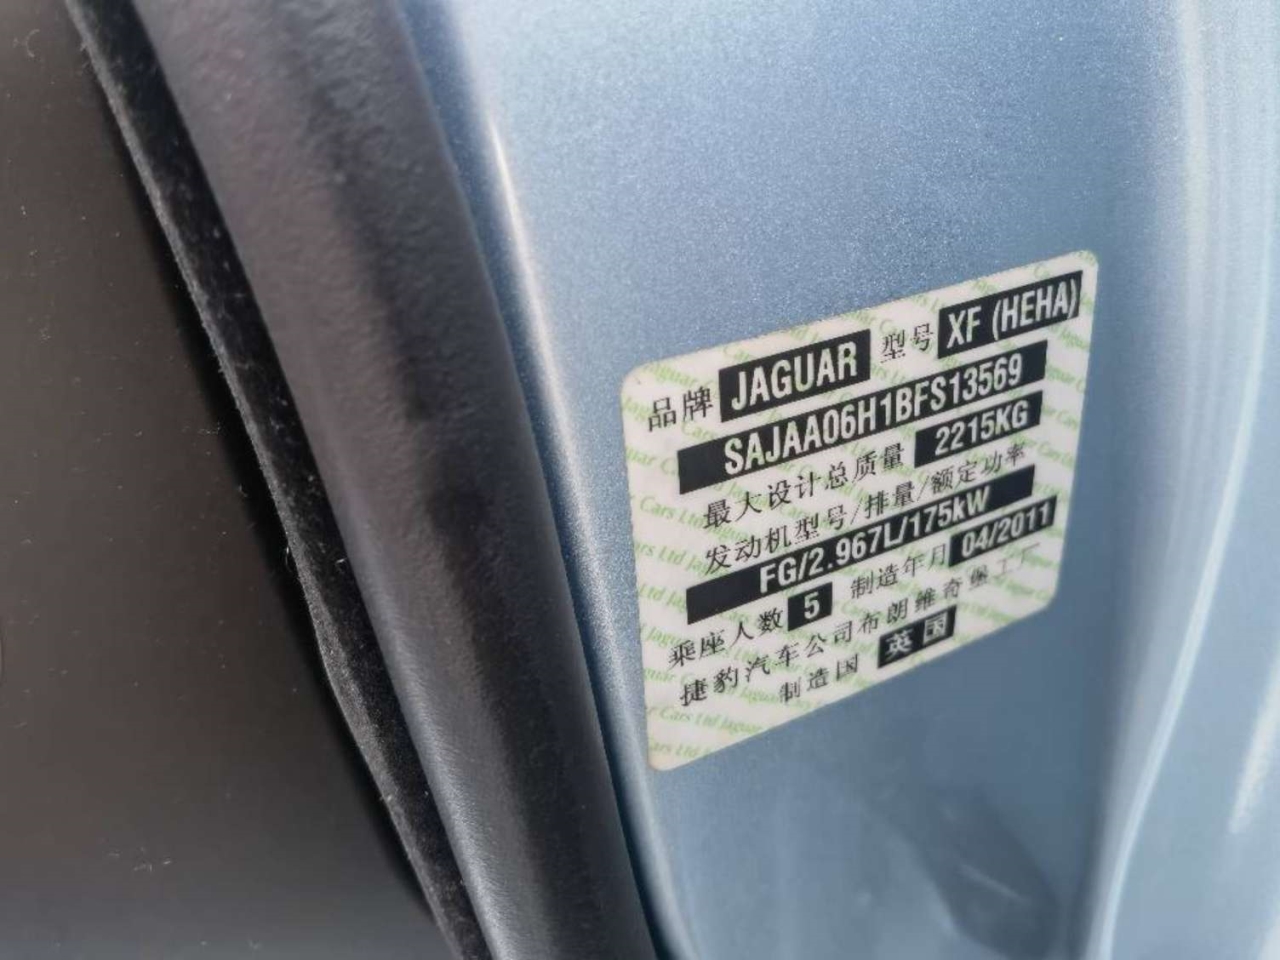 品牌 JAGUAR 型号 XF (HEHA)
SAJAA06H1BFS13569
最大设计总质量 2215KG
发动机型号/排量/额定功率
FG/2.967L/175kW
乘座人数 5 制造年月 04/2011
捷豹汽车公司布朗维奇堡工厂
制造国 英国